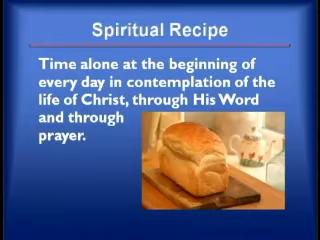 Spiritual Recipe
Time alone at the beginning of
every day in contemplation of the
life of Christ, through His Word
and through
prayer.